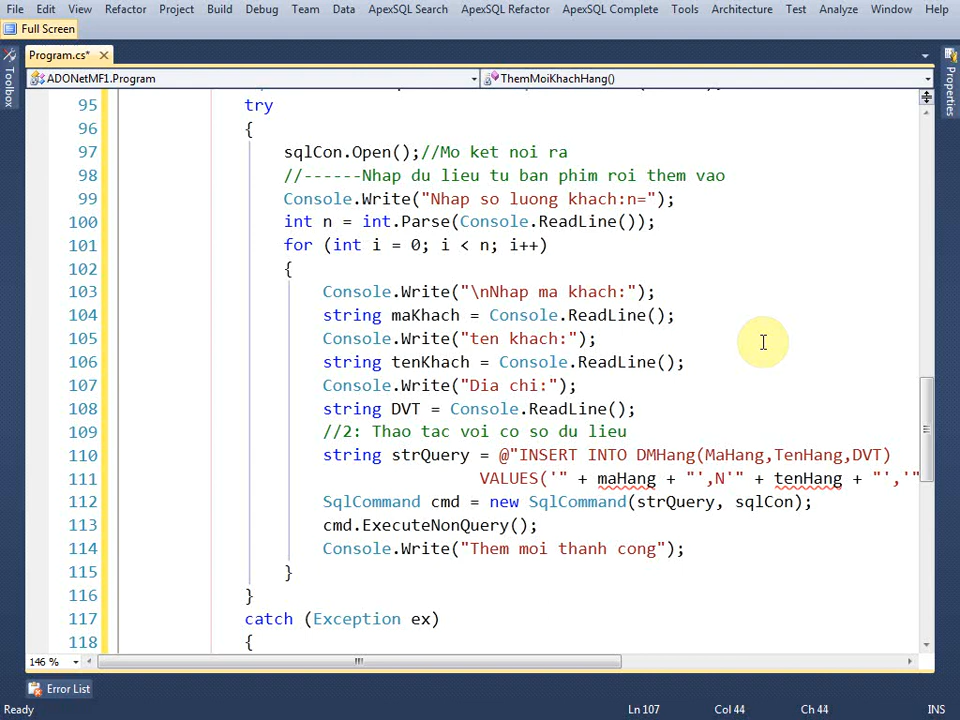 File Edit View Refactor Project Build Debug Team Data ApexSQL Search ApexSQL Refactor ApexSQL Complete Tools Architecture Test Analyze Window Help
Full Screen
Program.cs*
Toolbox
Properties
ADONetMF1.Program ThemMoiKhachHang()
95 try
96 {
97 sqlCon.Open();//Mo ket noi ra
98 //------Nhap du lieu tu ban phim roi them vao
99 Console.Write("Nhap so luong khach:n=");
100 int n = int.Parse(Console.ReadLine());
101 for (int i = 0; i < n; i++)
102 {
103 Console.Write("\nNhap ma khach:");
104 string maKhach = Console.ReadLine();
105 Console.Write("ten khach:");
106 string tenKhach = Console.ReadLine();
107 Console.Write("Dia chi:");
108 string DVT = Console.ReadLine();
109 //2: Thao tac voi co so du lieu
110 string strQuery = @"INSERT INTO DMHang(MaHang,TenHang,DVT)
111 VALUES('" + maHang + "',N'" + tenHang + "','"
112 SqlCommand cmd = new SqlCommand(strQuery, sqlCon);
113 cmd.ExecuteNonQuery();
114 Console.Write("Them moi thanh cong");
115 }
116 }
117 catch (Exception ex)
118 {
146 %
Error List
Ready Ln 107 Col 44 Ch 44 INS